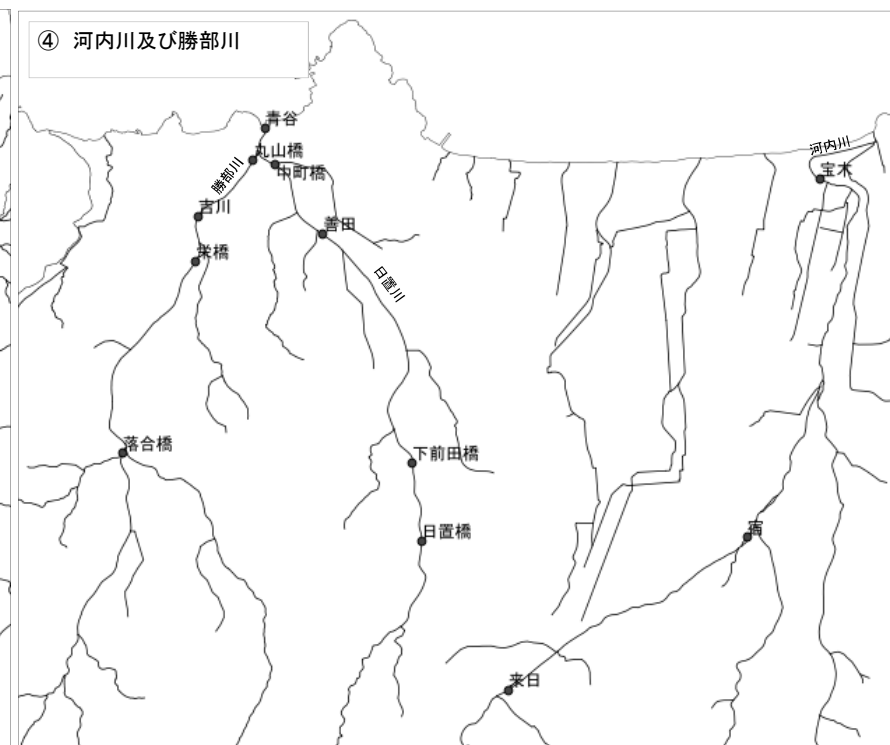 ④ 河内川及び勝部川
青谷
丸山橋
中町橋
勝部川
河内川
宝木
吉川
善田
栄橋
日置川
落合橋
下前田橋
日置橋
宿
来日